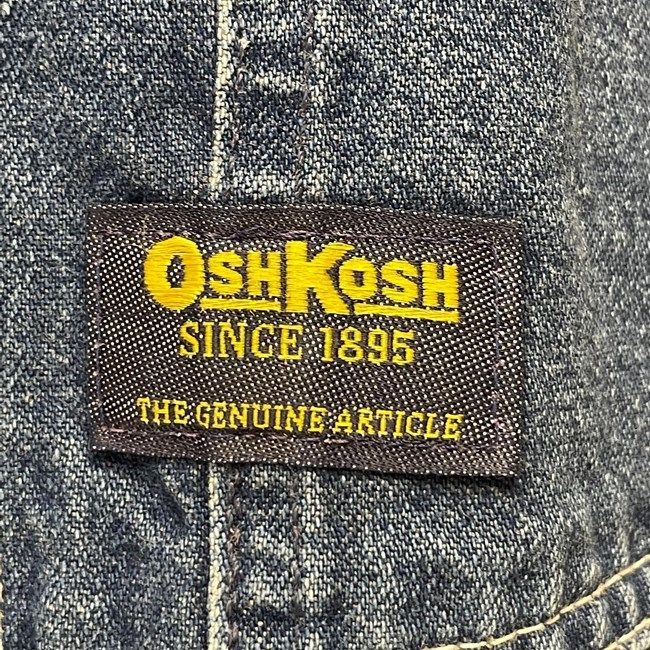 OSHKOSH
SINCE 1895
THE GENUINE ARTICLE